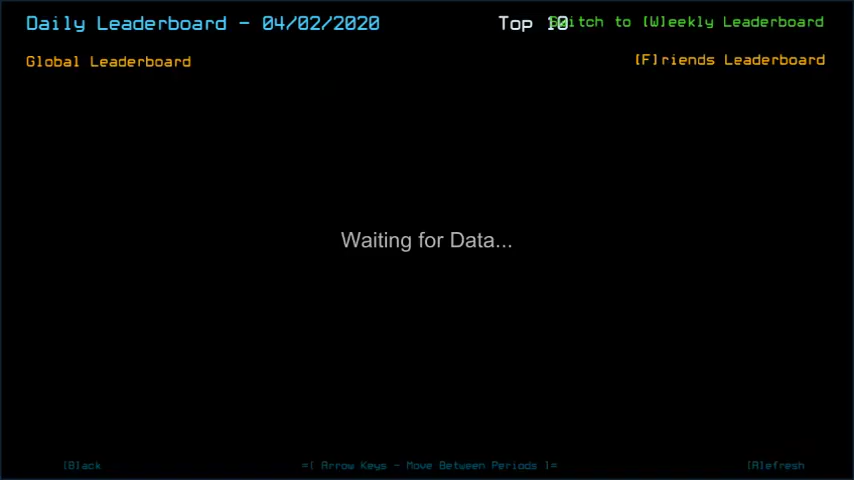 Daily Leaderboard - 04/02/2020
Top 10
Switch to [W]eekly Leaderboard
Global Leaderboard
[F]riends Leaderboard
Waiting for Data...
[B]ack
=[ Arrow Keys - Move Between Periods ]=
[R]efresh